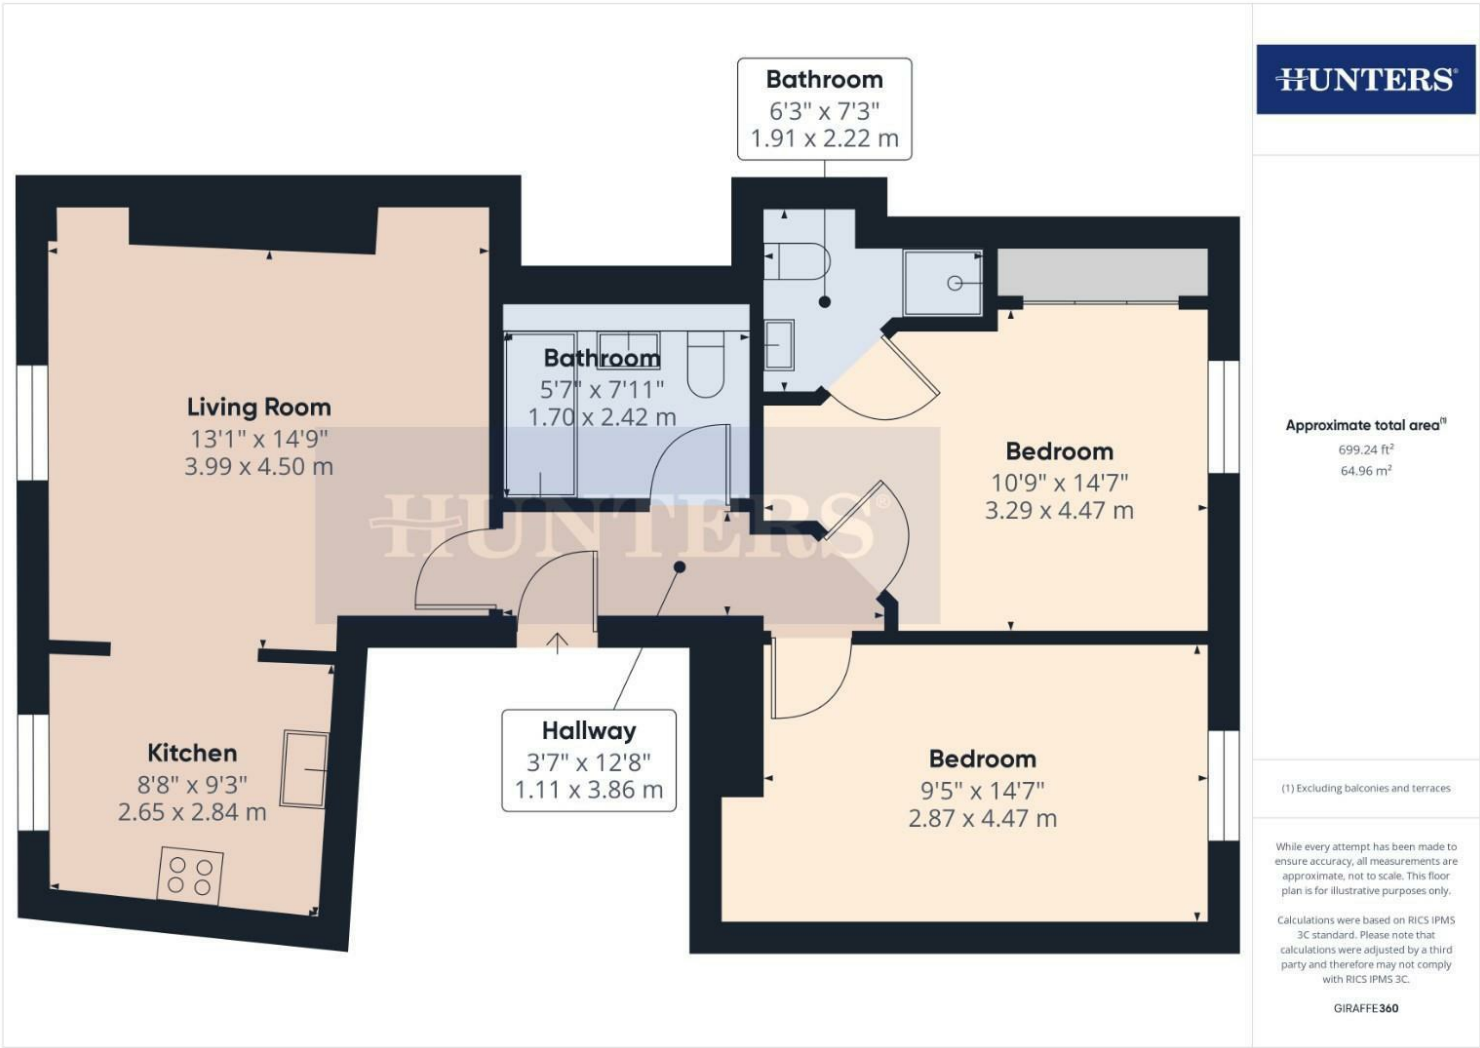 Bathroom
6'3" x 7'3"
1.91 x 2.22 m
HUNTERS®
Bathroom
5'7" x 7'11"
1.70 x 2.42 m
Living Room
13'1" x 14'9"
3.99 x 4.50 m
Bedroom
10'9" x 14'7"
3.29 x 4.47 m
HUNTERS®
Hallway
3'7" x 12'8"
1.11 x 3.86 m
Kitchen
8'8" x 9'3"
2.65 x 2.84 m
Bedroom
9'5" x 14'7"
2.87 x 4.47 m
Approximate total area(1)
699.24 ft²
64.96 m²
(1) Excluding balconies and terraces
While every attempt has been made to
ensure accuracy, all measurements are
approximate, not to scale. This floor
plan is for illustrative purposes only.
Calculations were based on RICS IPMS
3C standard. Please note that
calculations were adjusted by a third
party and therefore may not comply
with RICS IPMS 3C.
GIRAFFE360